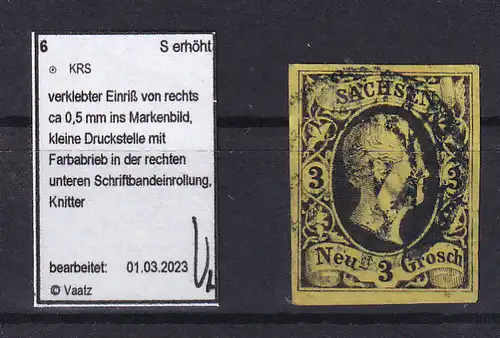 6 S erhöht
⊙ KRS
verklebter Einriß von rechts
ca 0,5 mm ins Markenbild,
kleine Druckstelle mit
Farbabrieb in der rechten
unteren Schriftbandeinrollung,
Knitter
bearbeitet: 01.03.2023
© Vaatz
SACHSEN
3 3
Neu 3 Grosch